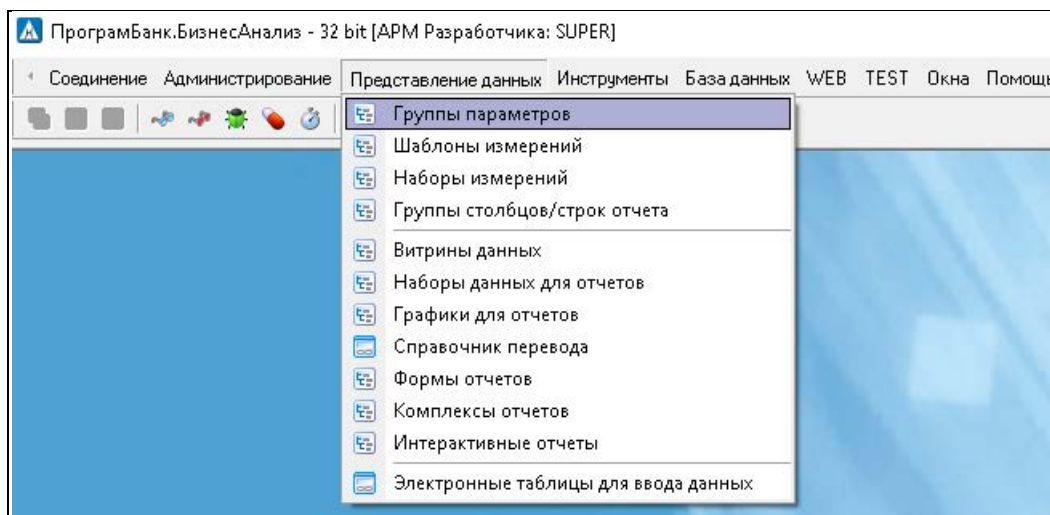 ПрограмБанк.БизнесАнализ - 32 bit [АРМ Разработчика: SUPER]
Соединение Администрирование Представление данных Инструменты База данных WEB TEST Окна Помощь
Группы параметров
Шаблоны измерений
Наборы измерений
Группы столбцов/строк отчета
Витрины данных
Наборы данных для отчетов
Графики для отчетов
Справочник перевода
Формы отчетов
Комплексы отчетов
Интерактивные отчеты
Электронные таблицы для ввода данных